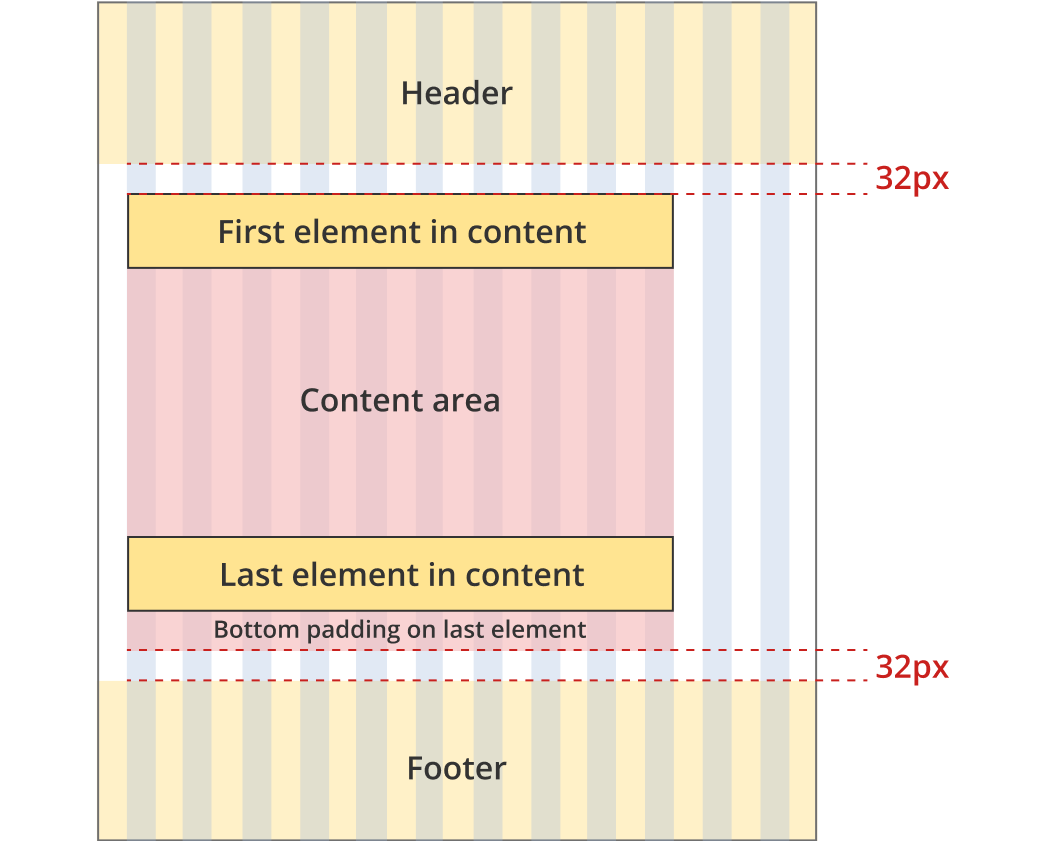 Header
32px
First element in content
Content area
Last element in content
Bottom padding on last element
32px
Footer